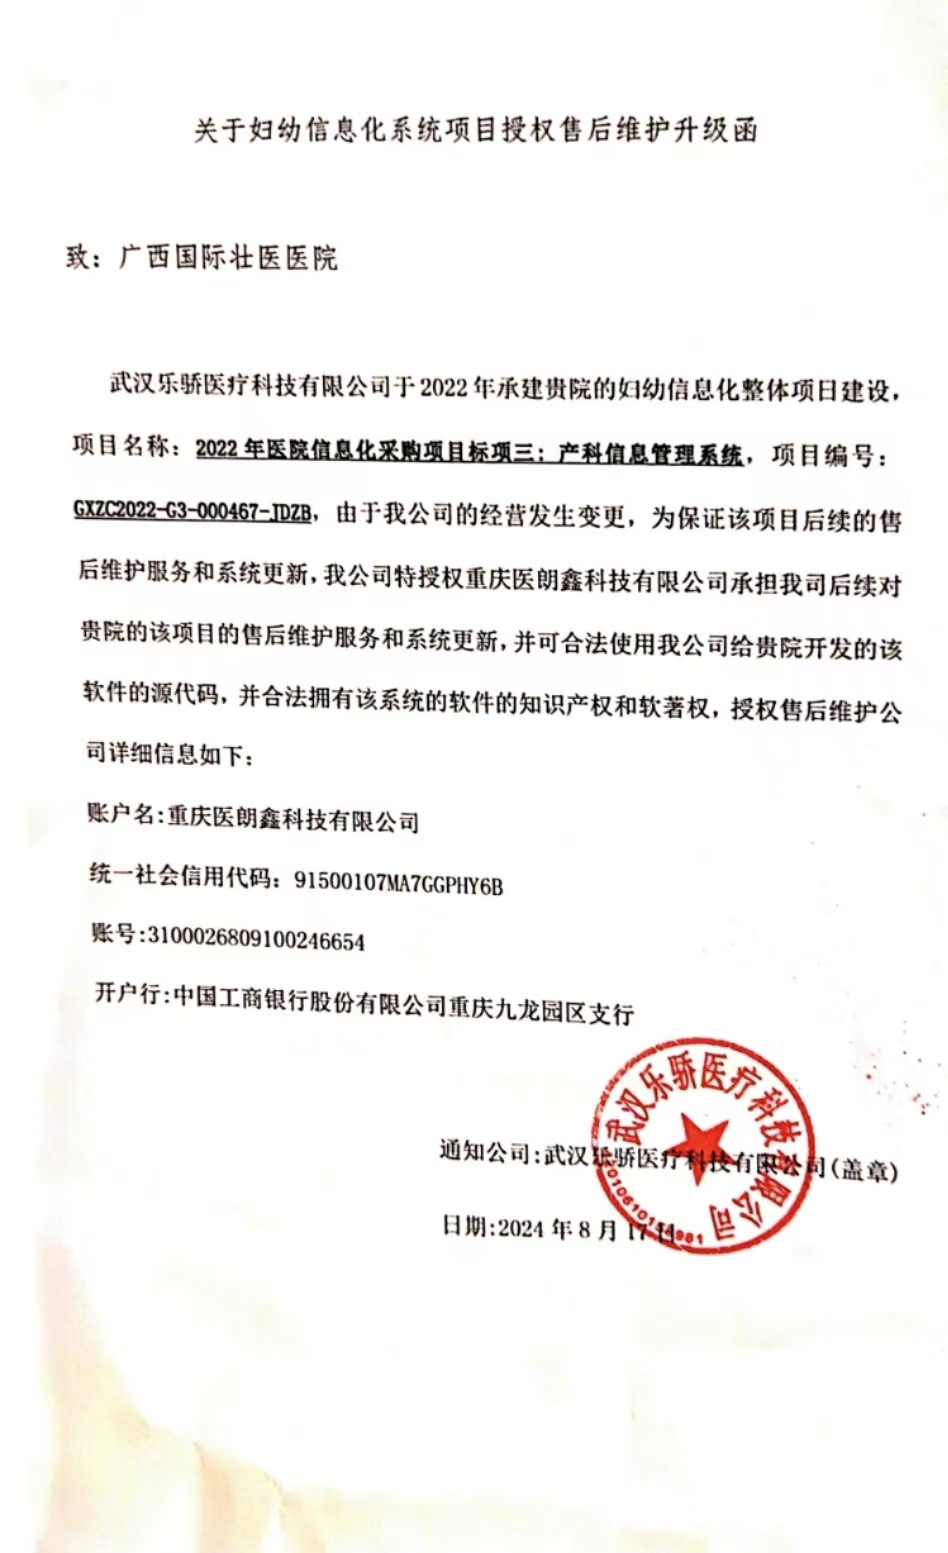 关于妇幼信息化系统项目授权售后维护升级函
致：广西国际壮医医院
武汉乐骄医疗科技有限公司于2022年承建贵院的妇幼信息化整体项目建设，
项目名称：2022年医院信息化采购项目标项三：产科信息管理系统，项目编号：
GXZC2022-G3-000467-JDZB，由于我公司的经营发生变更，为保证该项目后续的售
后维护服务和系统更新，我公司特授权重庆医朗鑫科技有限公司承担我司后续对
贵院的该项目的售后维护服务和系统更新，并可合法使用我公司给贵院开发的该
软件的源代码，并合法拥有该系统的软件的知识产权和软著权，授权售后维护公
司详细信息如下：
账户名：重庆医朗鑫科技有限公司
统一社会信用代码：91500107MA7GGPHY6B
账号：3100026809100246654
开户行：中国工商银行股份有限公司重庆九龙园区支行
通知公司：武汉乐骄医疗科技有限公司（盖章）
日期：2024年8月17日
武汉乐骄医疗科技有限公司